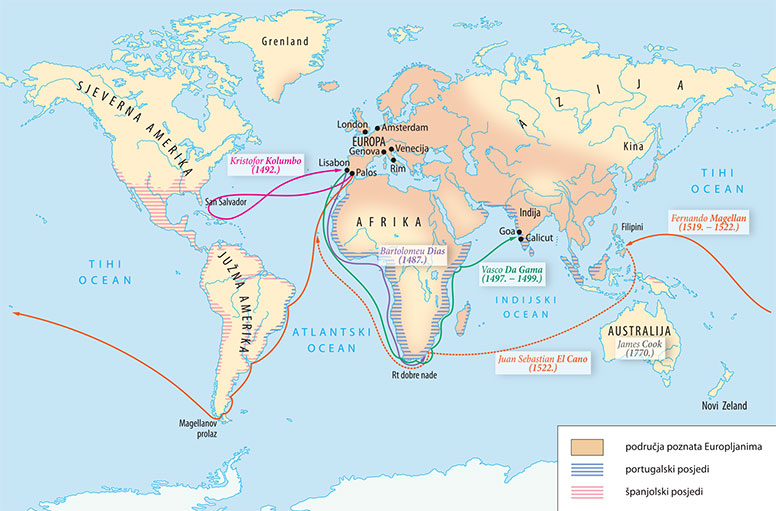 Grenland
SJEVERNA AMERIKA
AZIJA
London
Amsterdam
EUROPA
Genova
Venecija
Kina
Kristofor Kolumbo
(1492.)
Lisabon
Palos
Rim
TIHI
OCEAN
San Salvador
AFRIKA
Indija
Filipini
Fernando Magellan
(1519. – 1522.)
Goa
Calicut
Bartolomeu Dias
(1487.)
TIHI
OCEAN
JUŽNA AMERIKA
Vasco Da Gama
(1497. – 1499.)
INDIJSKI
OCEAN
ATLANTSKI
OCEAN
AUSTRALIJA
James Cook
(1770.)
Juan Sebastian El Cano
(1522.)
Rt dobre nade
Novi Zeland
Magellanov
prolaz
područja poznata Europljanima
portugalski posjedi
španjolski posjedi